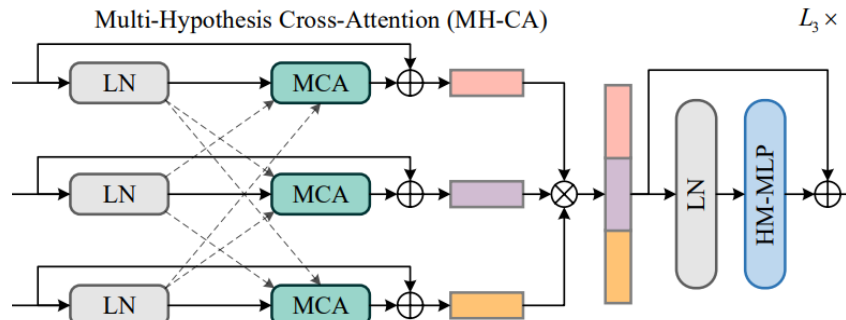 Multi-Hypothesis Cross-Attention (MH-CA)
L3 ×
LN
MCA
LN
MCA
LN
MCA
LN
HM-MLP